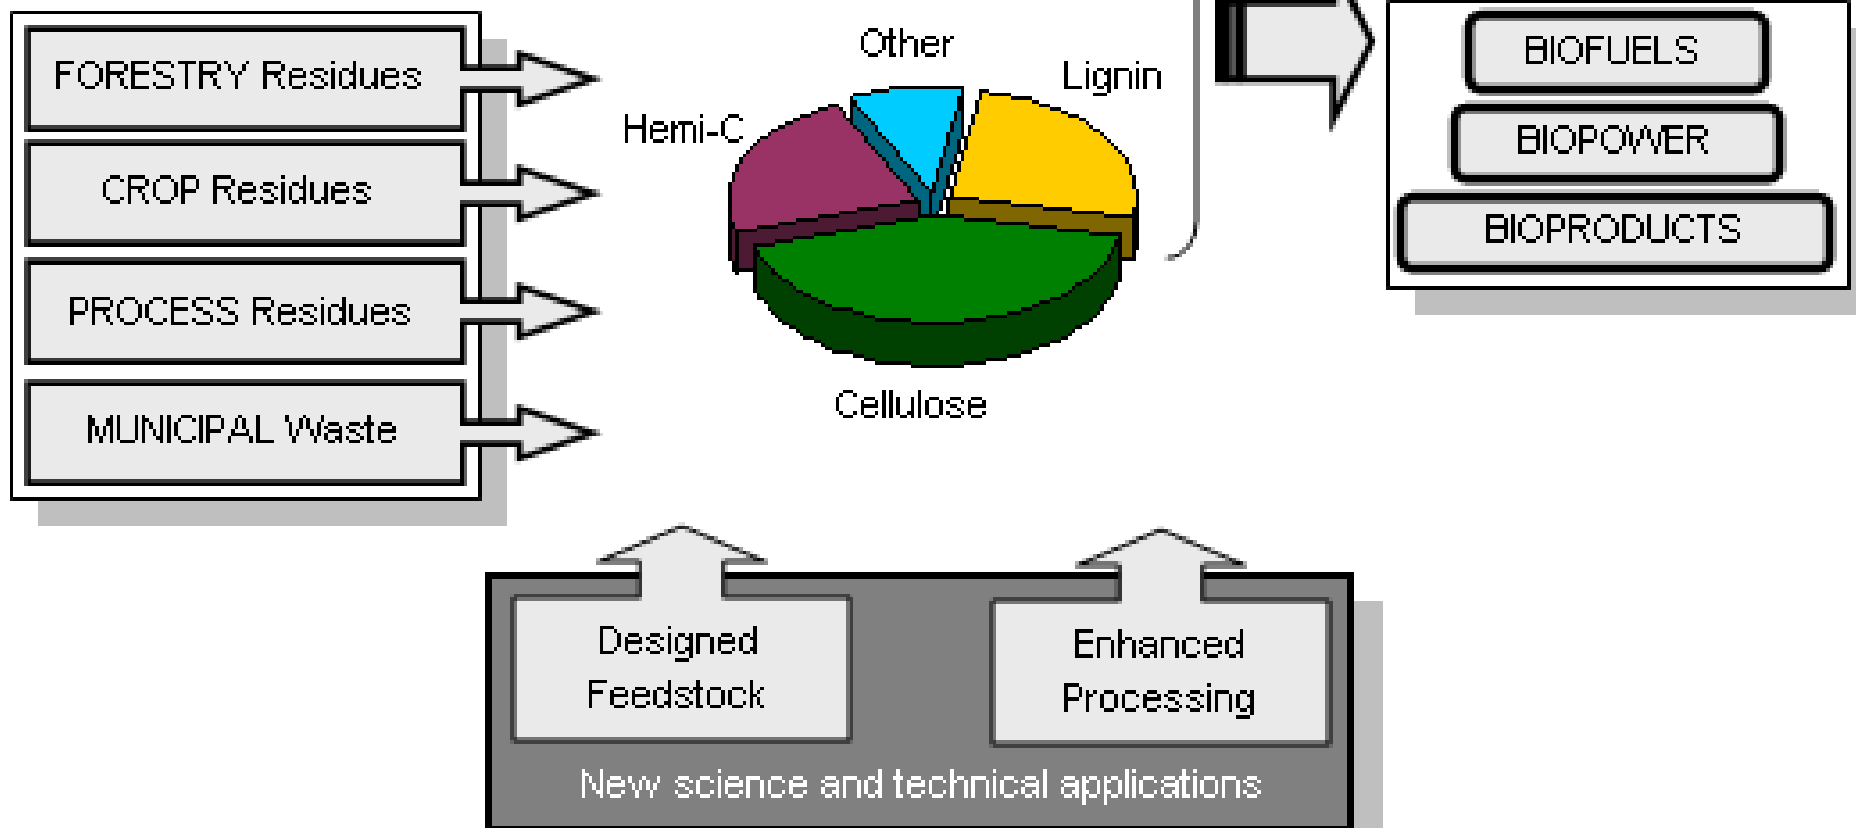 FORESTRY Residues
CROP Residues
PROCESS Residues
MUNICIPAL Waste
Other
Lignin
Hemi-C
Cellulose
BIOFUELS
BIOPOWER
BIOPRODUCTS
Designed
Feedstock
Enhanced
Processing
New science and technical applications